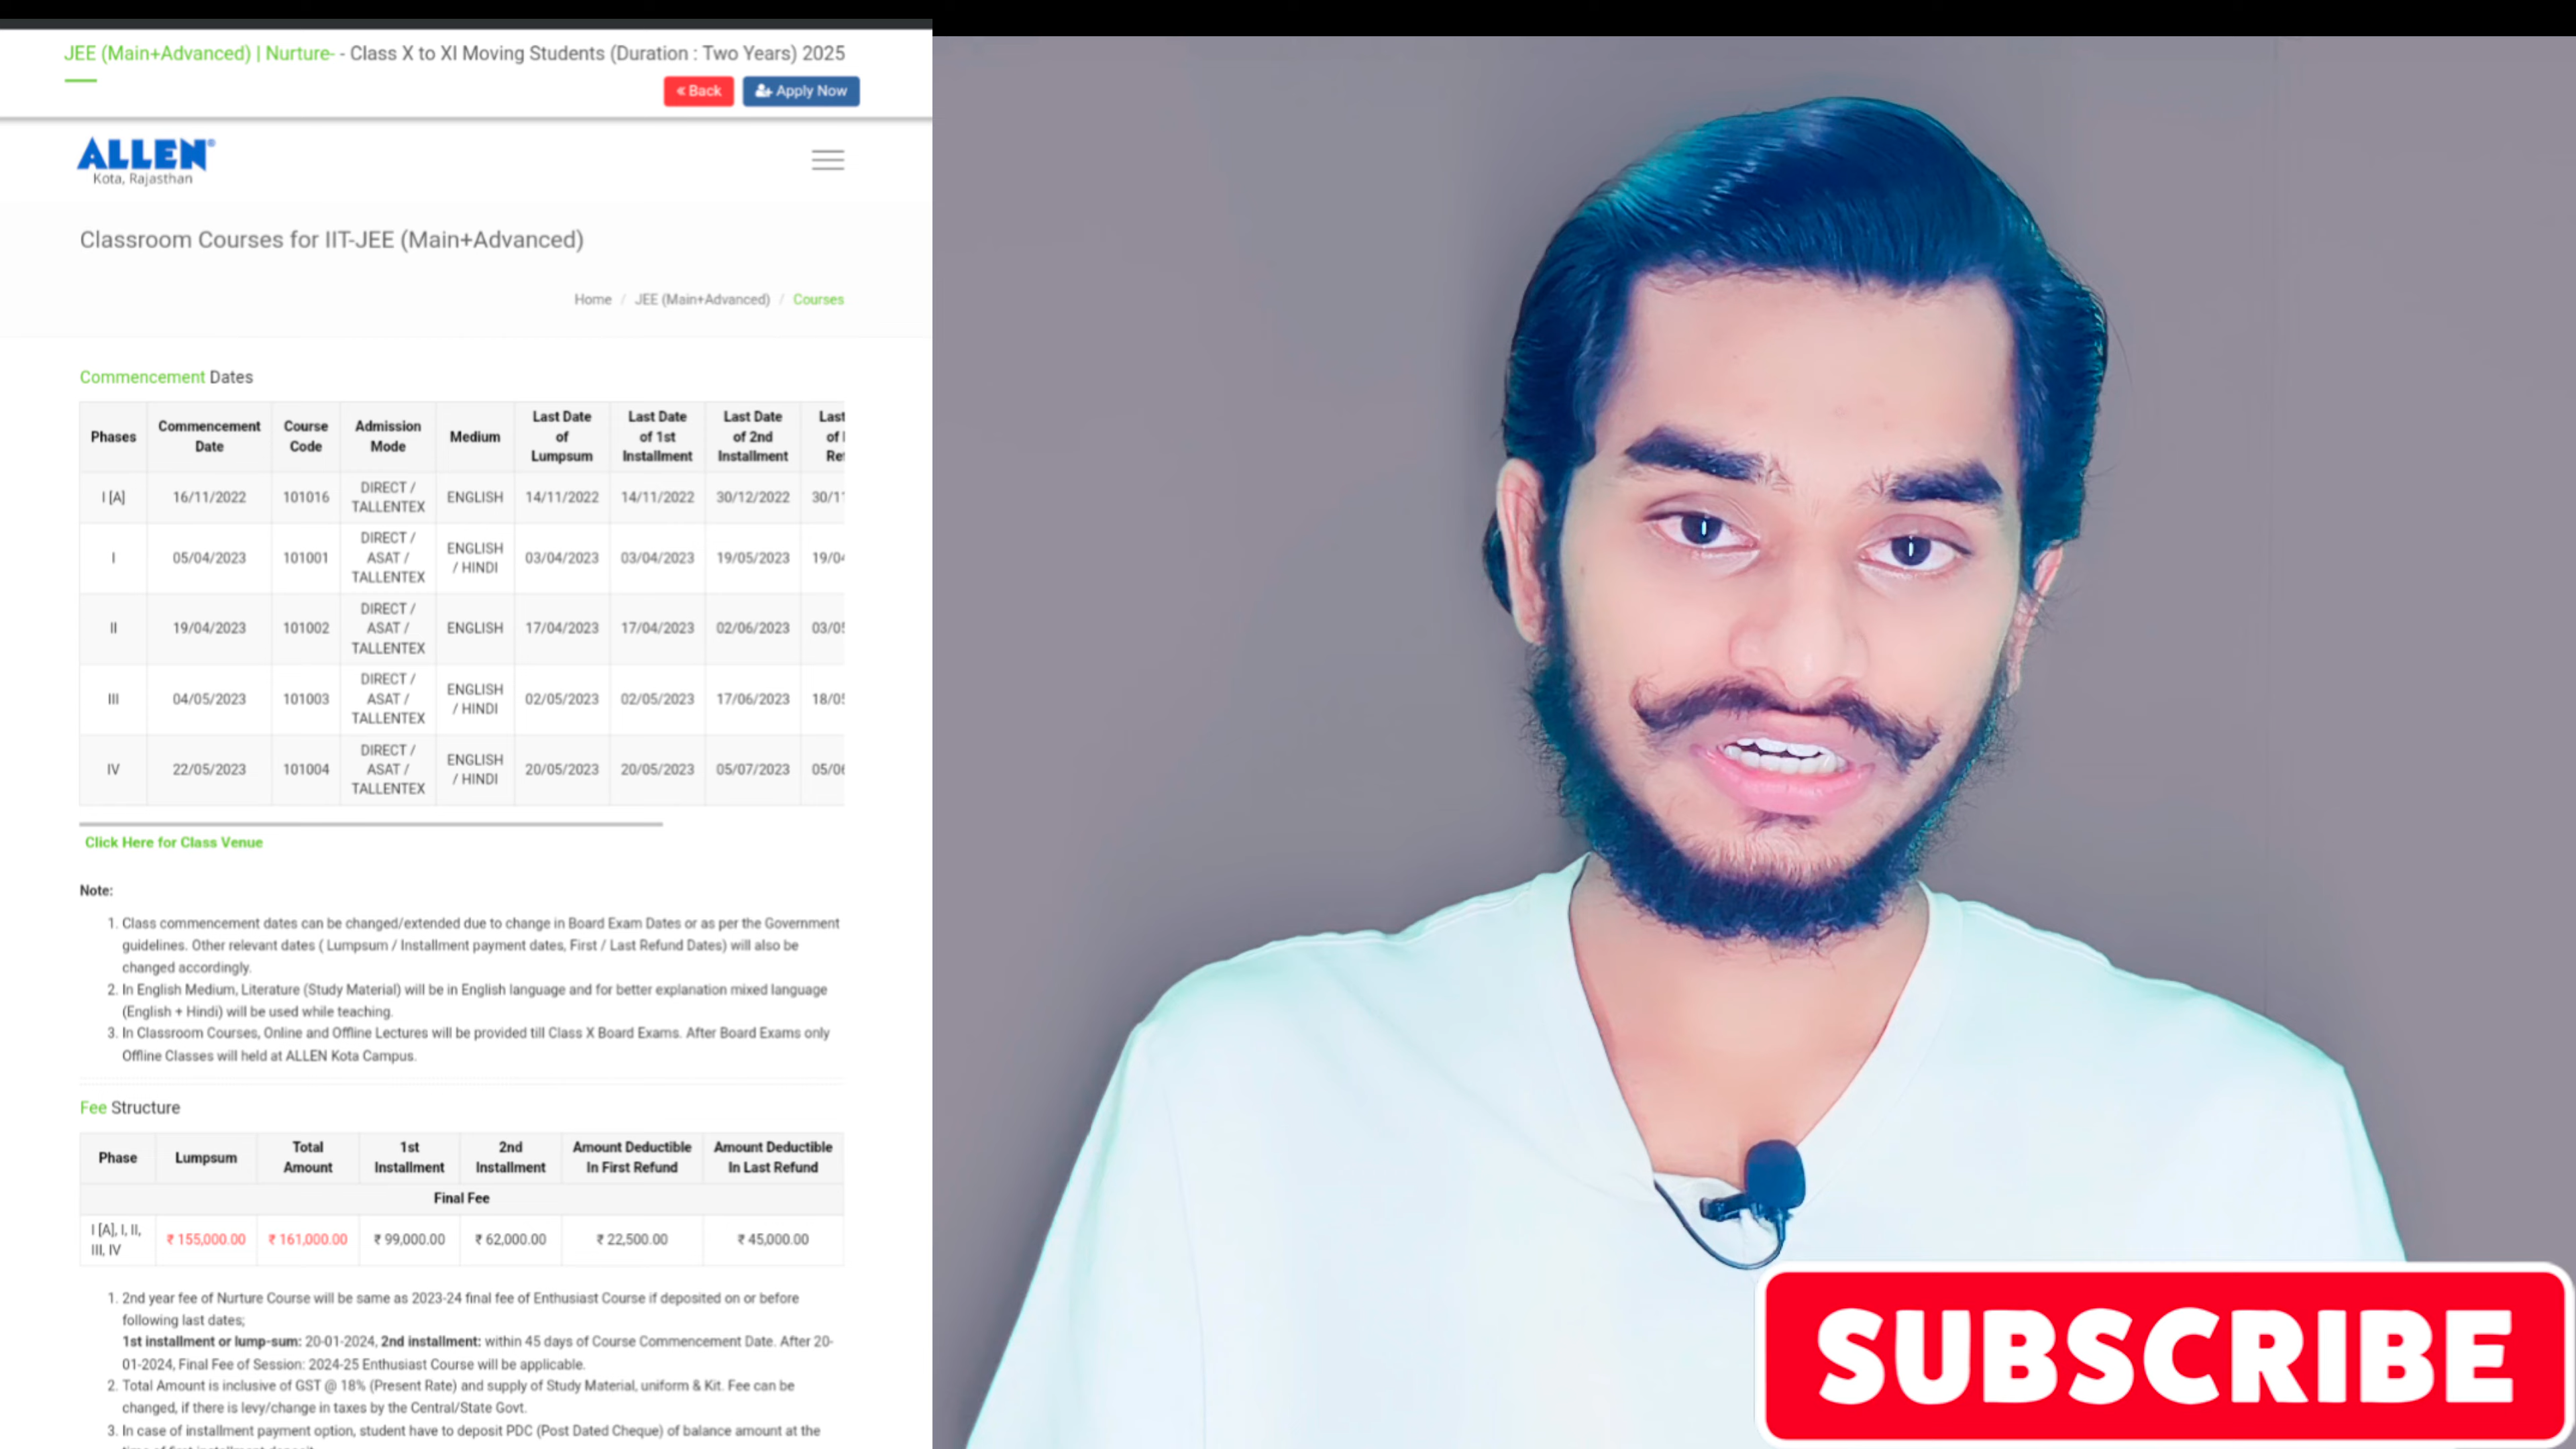 JEE (Main+Advanced) | Nurture- - Class X to XI Moving Students (Duration : Two Years) 2025
« Back
Apply Now
ALLEN®
Kota, Rajasthan
Classroom Courses for IIT-JEE (Main+Advanced)
Home / JEE (Main+Advanced) / Courses
Commencement Dates
Phases Commencement Date Course Code Admission Mode Medium Last Date of Lumpsum Last Date of 1st Installment Last Date of 2nd Installment Last of
I [A] 16/11/2022 101016 DIRECT / TALLENTEX ENGLISH 14/11/2022 14/11/2022 30/12/2022 30/1
I 05/04/2023 101001 DIRECT / ASAT / TALLENTEX ENGLISH / HINDI 03/04/2023 03/04/2023 19/05/2023 19/0
II 19/04/2023 101002 DIRECT / ASAT / TALLENTEX ENGLISH 17/04/2023 17/04/2023 02/06/2023 03/0
III 04/05/2023 101003 DIRECT / ASAT / TALLENTEX ENGLISH / HINDI 02/05/2023 02/05/2023 17/06/2023 18/0
IV 22/05/2023 101004 DIRECT / ASAT / TALLENTEX ENGLISH / HINDI 20/05/2023 20/05/2023 05/07/2023 05/0
Click Here for Class Venue
Note:
1. Class commencement dates can be changed/extended due to change in Board Exam Dates or as per the Government
guidelines. Other relevant dates ( Lumpsum / Installment payment dates, First / Last Refund Dates) will also be
changed accordingly.
2. In English Medium, Literature (Study Material) will be in English language and for better explanation mixed language
(English + Hindi) will be used while teaching.
3. In Classroom Courses, Online and Offline Lectures will be provided till Class X Board Exams. After Board Exams only
Offline Classes will held at ALLEN Kota Campus.
Fee Structure
Phase Lumpsum Total Amount 1st Installment 2nd Installment Amount Deductible In First Refund Amount Deductible In Last Refund
Final Fee
I [A], I, II, III, IV ₹ 155,000.00 ₹ 161,000.00 ₹ 99,000.00 ₹ 62,000.00 ₹ 22,500.00 ₹ 45,000.00
1. 2nd year fee of Nurture Course will be same as 2023-24 final fee of Enthusiast Course if deposited on or before
following last dates;
1st installment or lump-sum: 20-01-2024, 2nd installment: within 45 days of Course Commencement Date. After 20-
01-2024, Final Fee of Session: 2024-25 Enthusiast Course will be applicable.
2. Total Amount is inclusive of GST @ 18% (Present Rate) and supply of Study Material, uniform & Kit. Fee can be
changed, if there is levy/change in taxes by the Central/State Govt.
3. In case of installment payment option, student have to deposit PDC (Post Dated Cheque) of balance amount at the
SUBSCRIBE